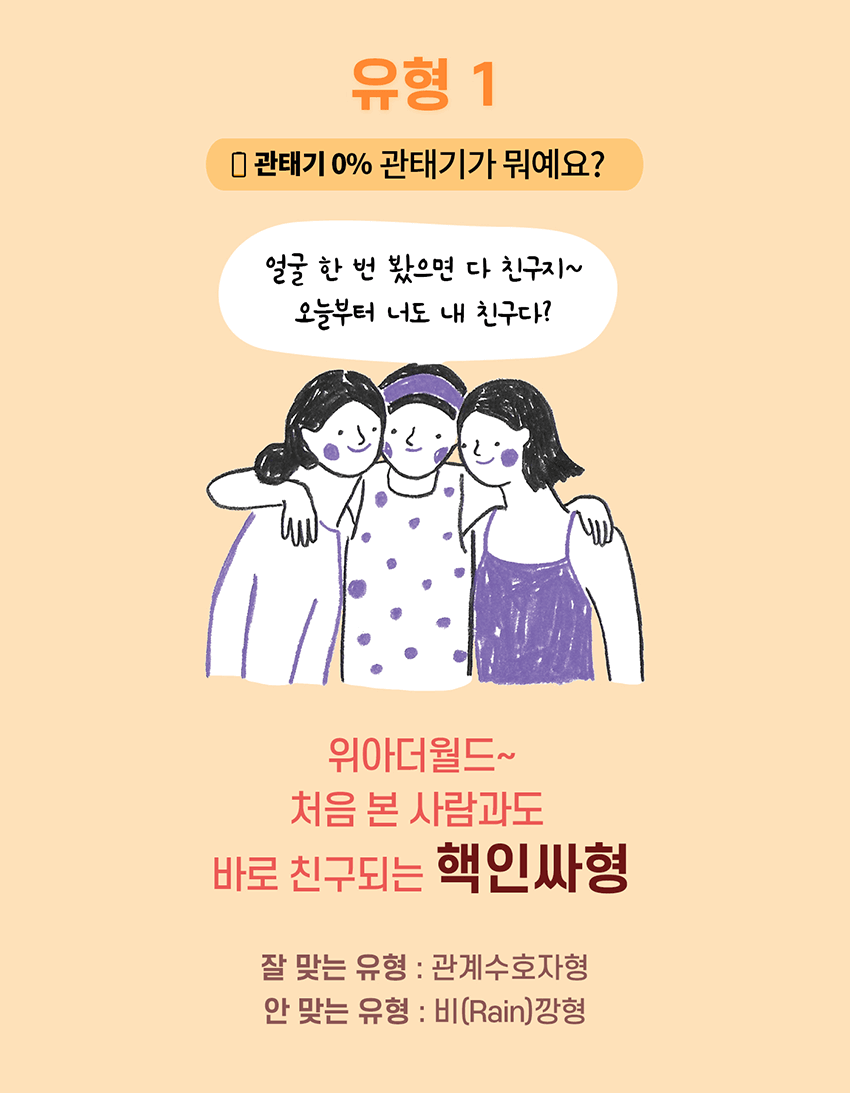 유형 1
관태기 0% 관태기가 뭐예요?
얼굴 한 번 봤으면 다 친구지~
오늘부터 너도 내 친구다?
위아더월드~
처음 본 사람과도
바로 친구되는 핵인싸형
잘 맞는 유형 : 관계수호자형
안 맞는 유형 : 비(Rain)깡형